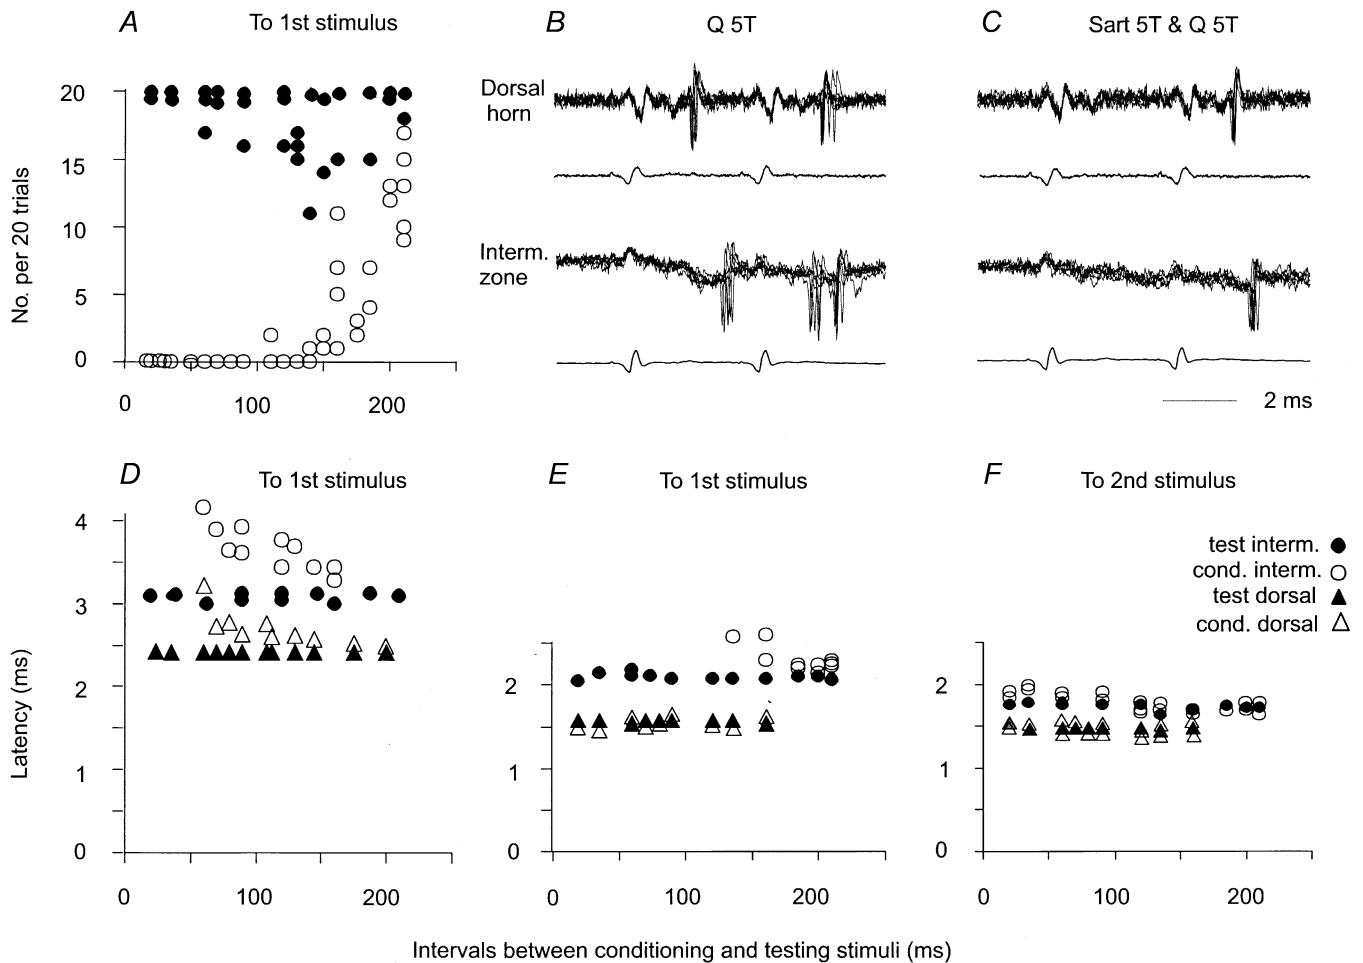 A
To 1st stimulus
No. per 20 trials
20
15
10
5
0
0 100 200
B
Q 5T
C
Sart 5T & Q 5T
Dorsal
horn
Interm.
zone
2 ms
D
To 1st stimulus
Latency (ms)
4
3
2
1
0
0 100 200
E
To 1st stimulus
2
1
0
0 100 200
F
To 2nd stimulus
test interm.
cond. interm.
test dorsal
cond. dorsal
2
1
0
0 100 200
Intervals between conditioning and testing stimuli (ms)